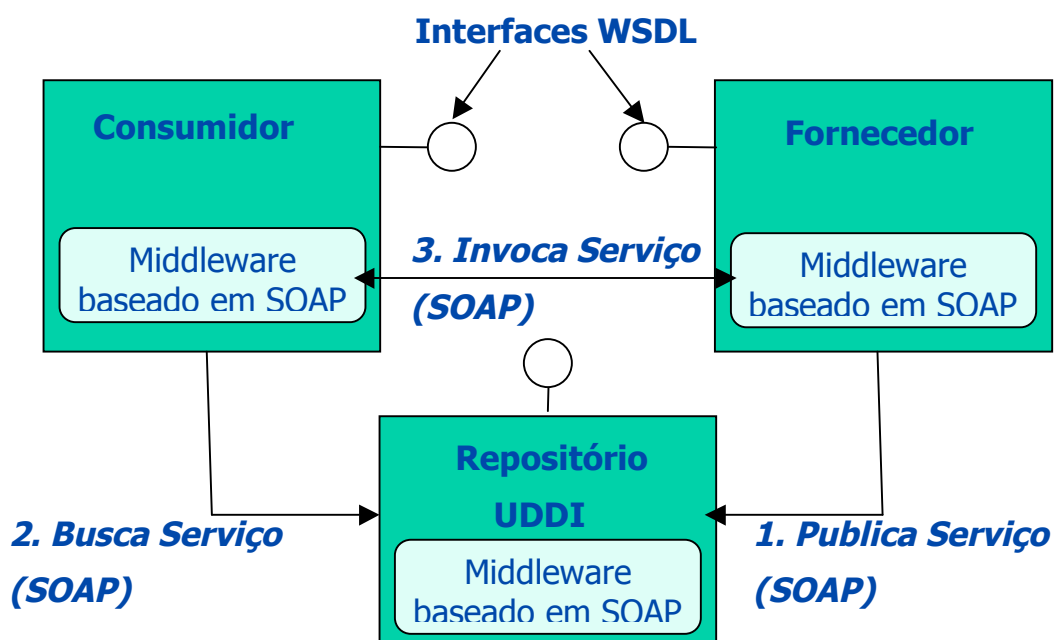 Interfaces WSDL
Consumidor
Fornecedor
Middleware
baseado em SOAP
3. Invoca Serviço
(SOAP)
Middleware
baseado em SOAP
Repositório
UDDI
2. Busca Serviço
(SOAP)
1. Publica Serviço
(SOAP)
Middleware
baseado em SOAP